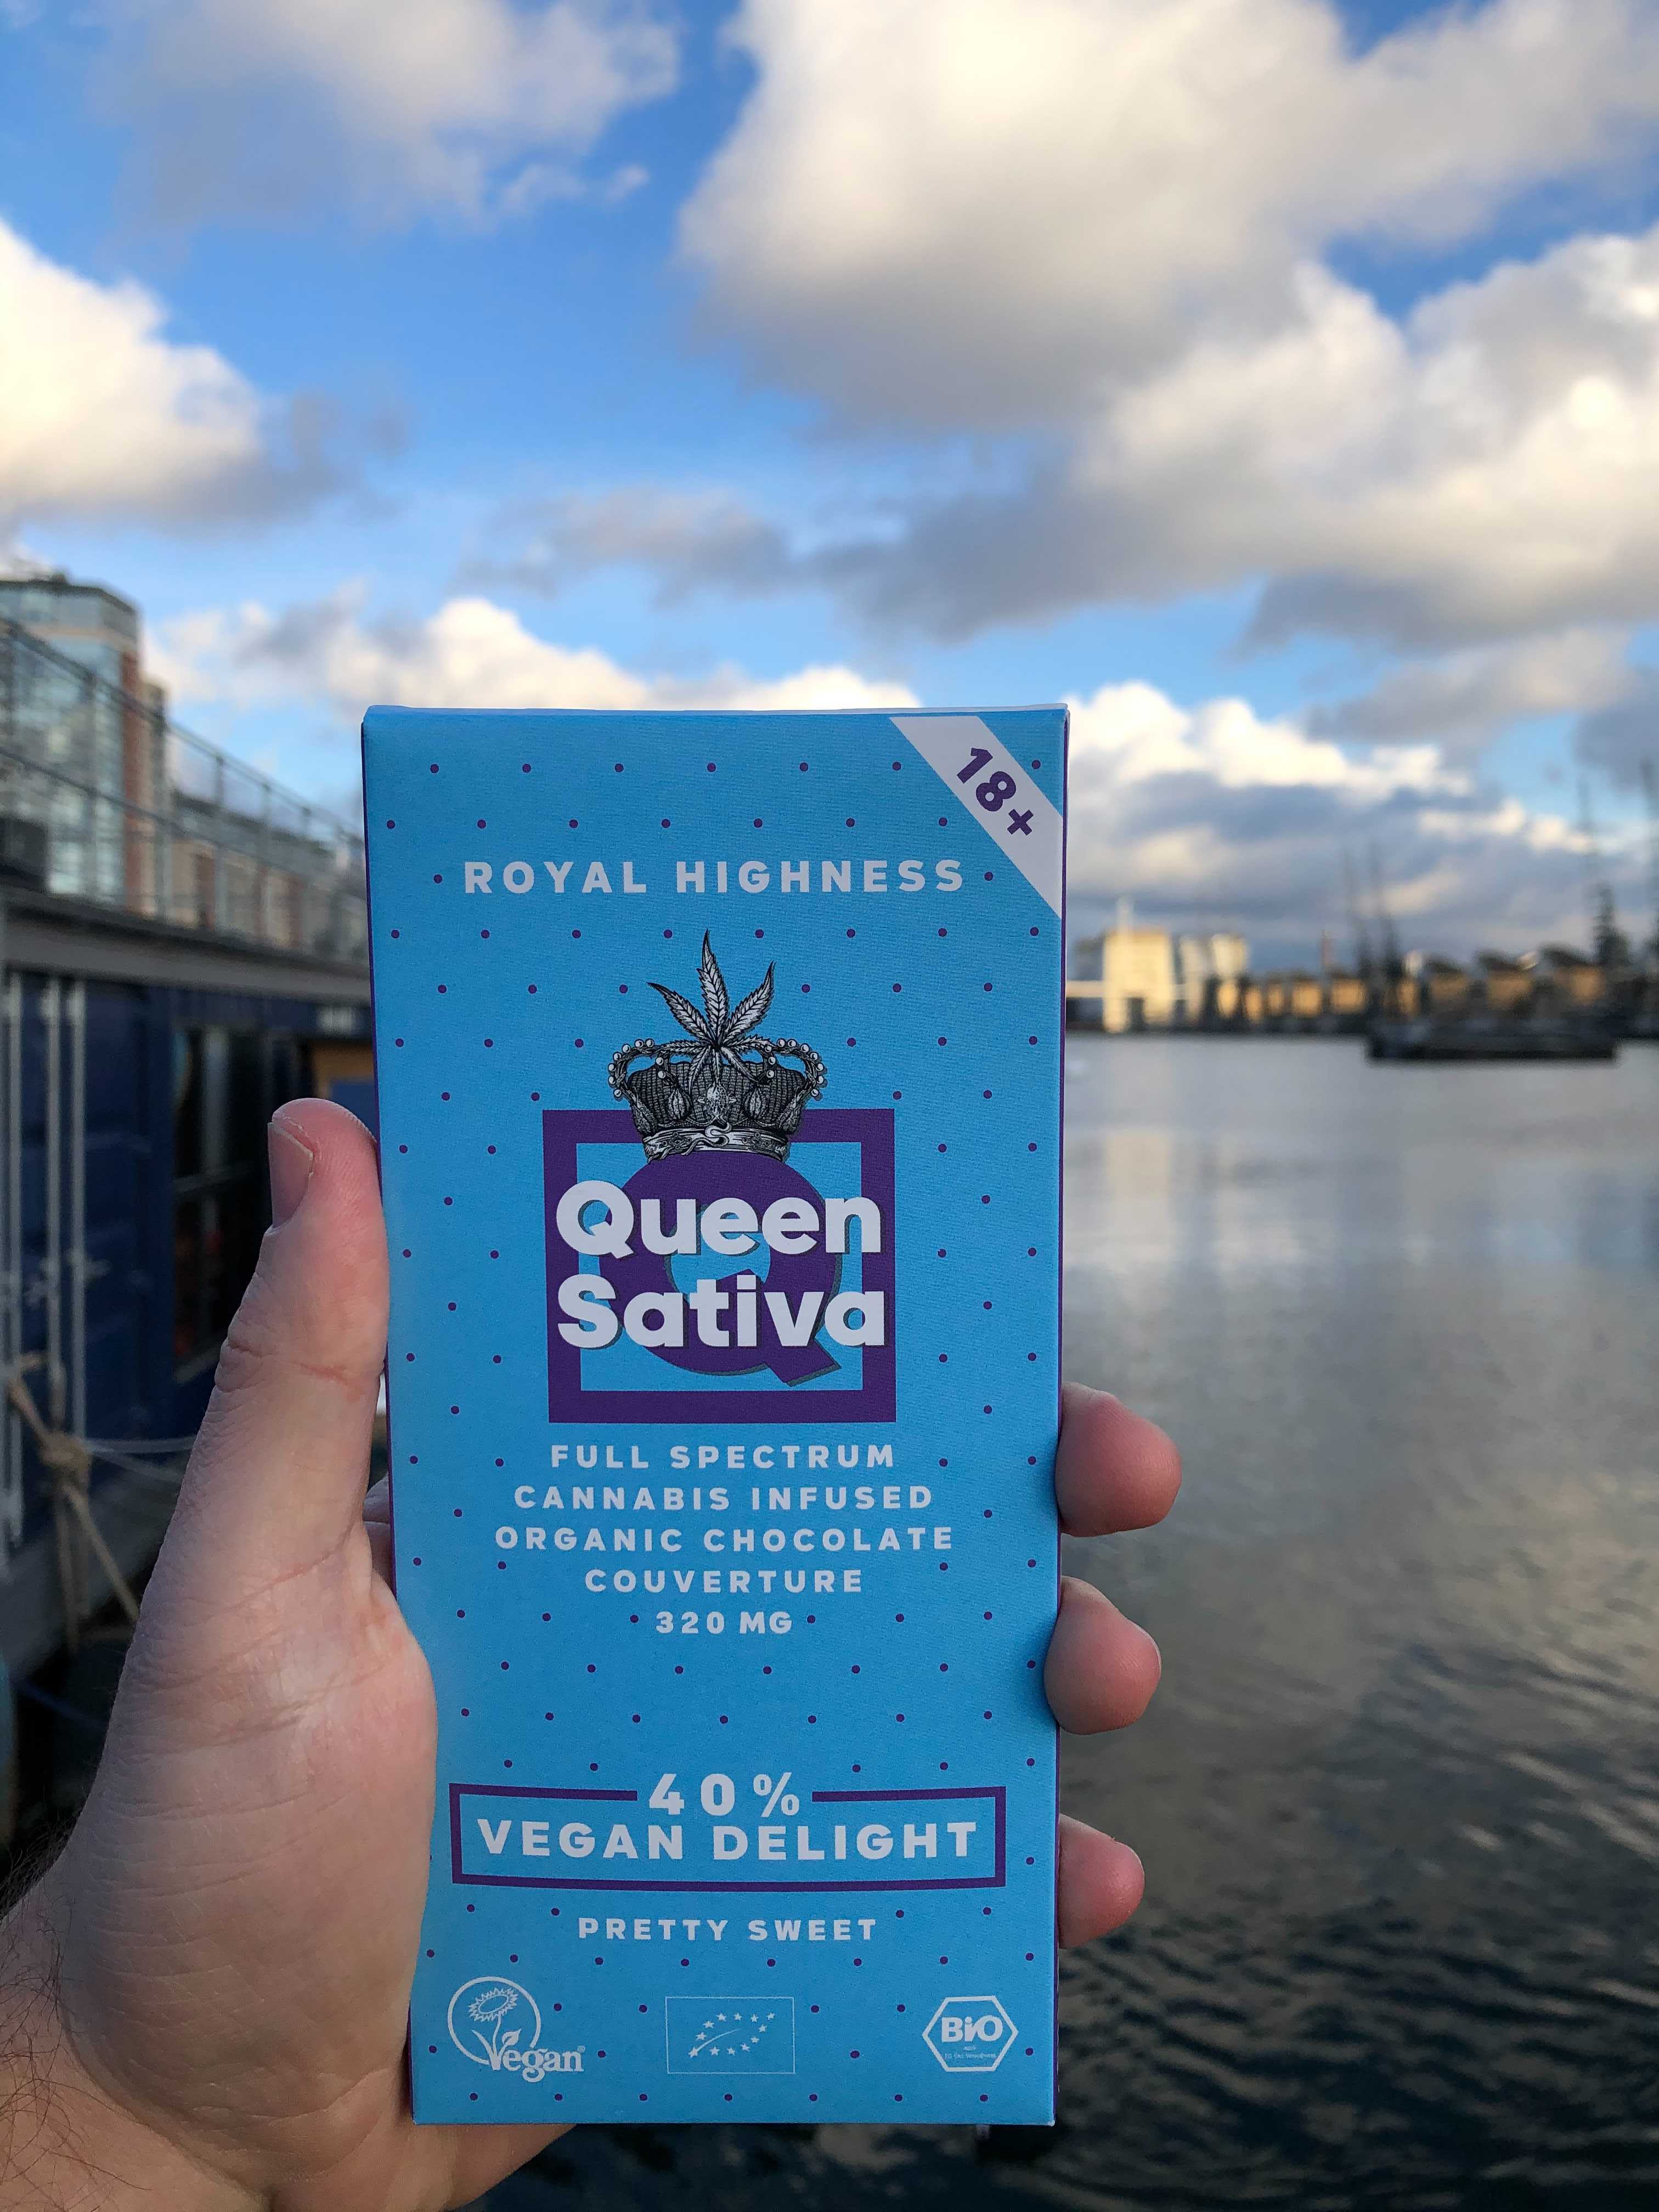 18+
ROYAL HIGHNESS
Queen
Sativa
FULL SPECTRUM
CANNABIS INFUSED
ORGANIC CHOCOLATE
COUVERTURE
320 MG
40%
VEGAN DELIGHT
PRETTY SWEET
Vegan
BiO